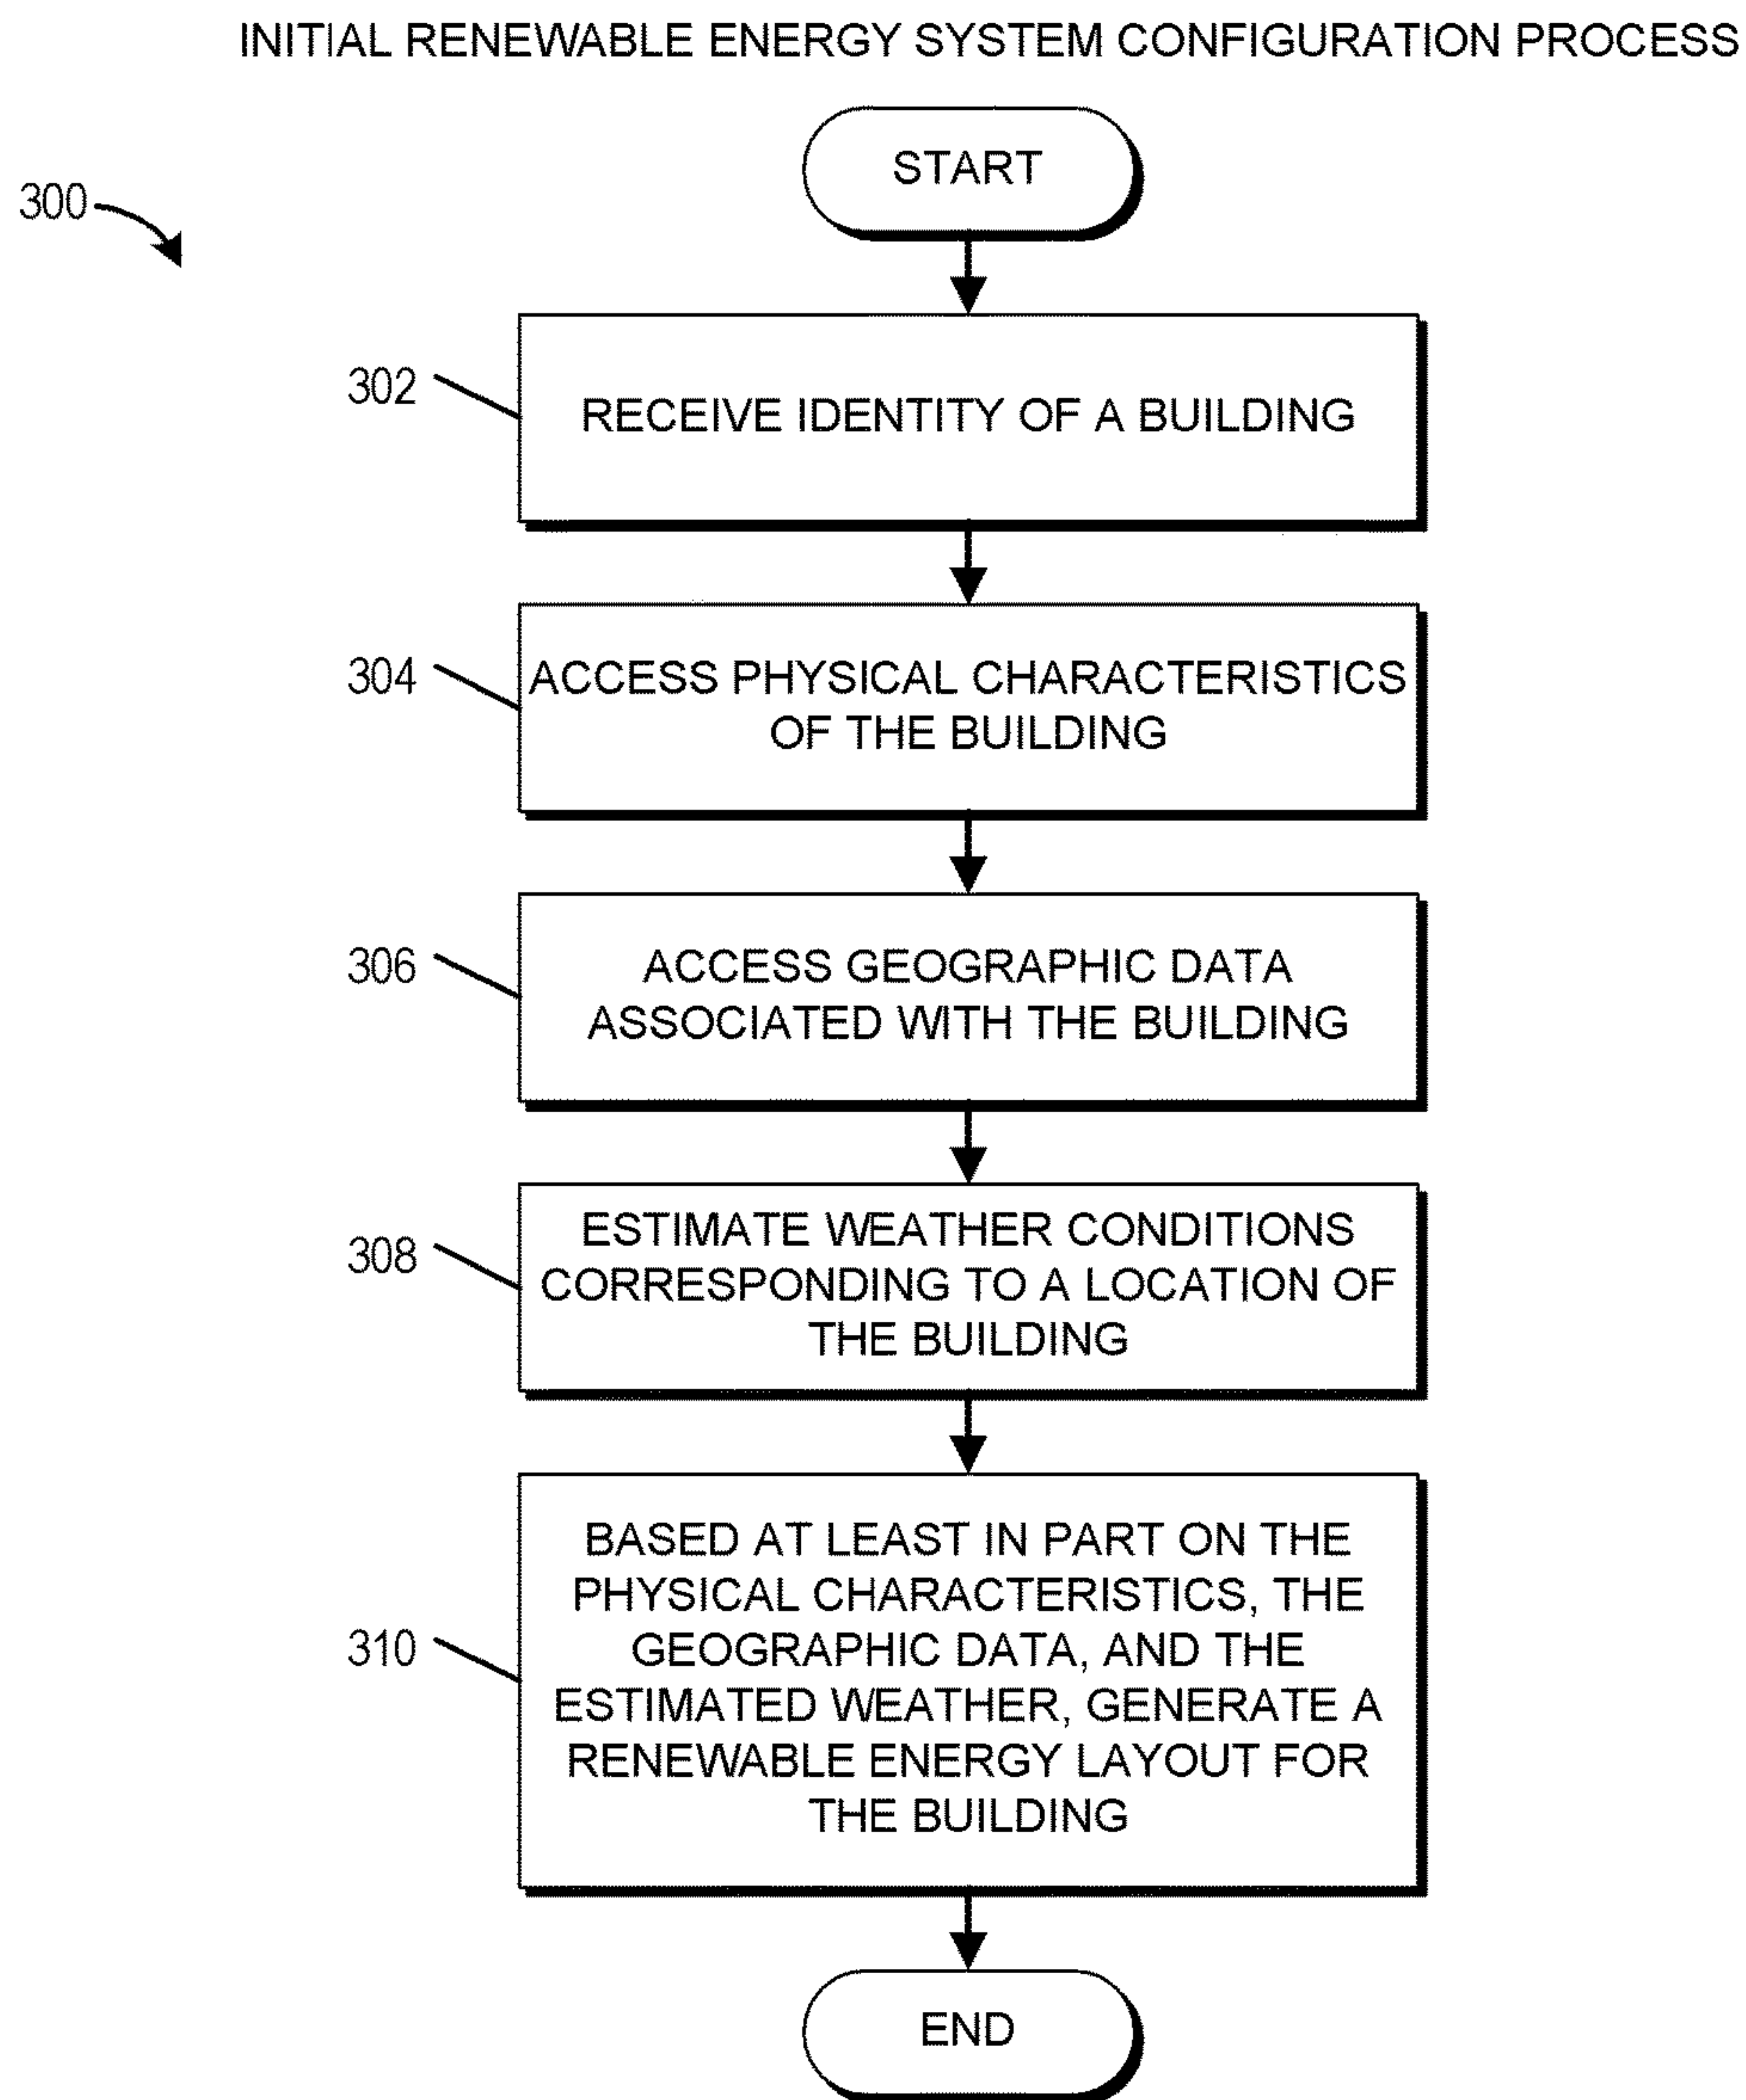 INITIAL RENEWABLE ENERGY SYSTEM CONFIGURATION PROCESS
START
300
302
RECEIVE IDENTITY OF A BUILDING
304
ACCESS PHYSICAL CHARACTERISTICS
OF THE BUILDING
306
ACCESS GEOGRAPHIC DATA
ASSOCIATED WITH THE BUILDING
308
ESTIMATE WEATHER CONDITIONS
CORRESPONDING TO A LOCATION OF
THE BUILDING
310
BASED AT LEAST IN PART ON THE
PHYSICAL CHARACTERISTICS, THE
GEOGRAPHIC DATA, AND THE
ESTIMATED WEATHER, GENERATE A
RENEWABLE ENERGY LAYOUT FOR
THE BUILDING
END